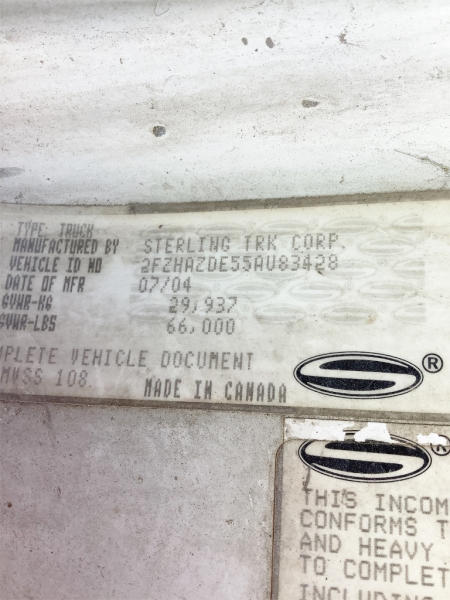 TYPE: TRUCK
MANUFACTURED BY STERLING TRK CORP.
VEHICLE ID NO 2FZHAZDE55AU83428
DATE OF MFR 07/04
GVWR-KG 29,937
GVWR-LBS 66,000
MPLETE VEHICLE DOCUMENT
MVSS 108. MADE IN CANADA
®
THIS INCOM
CONFORMS T
AND HEAVY
TO COMPLET
INCLUDING